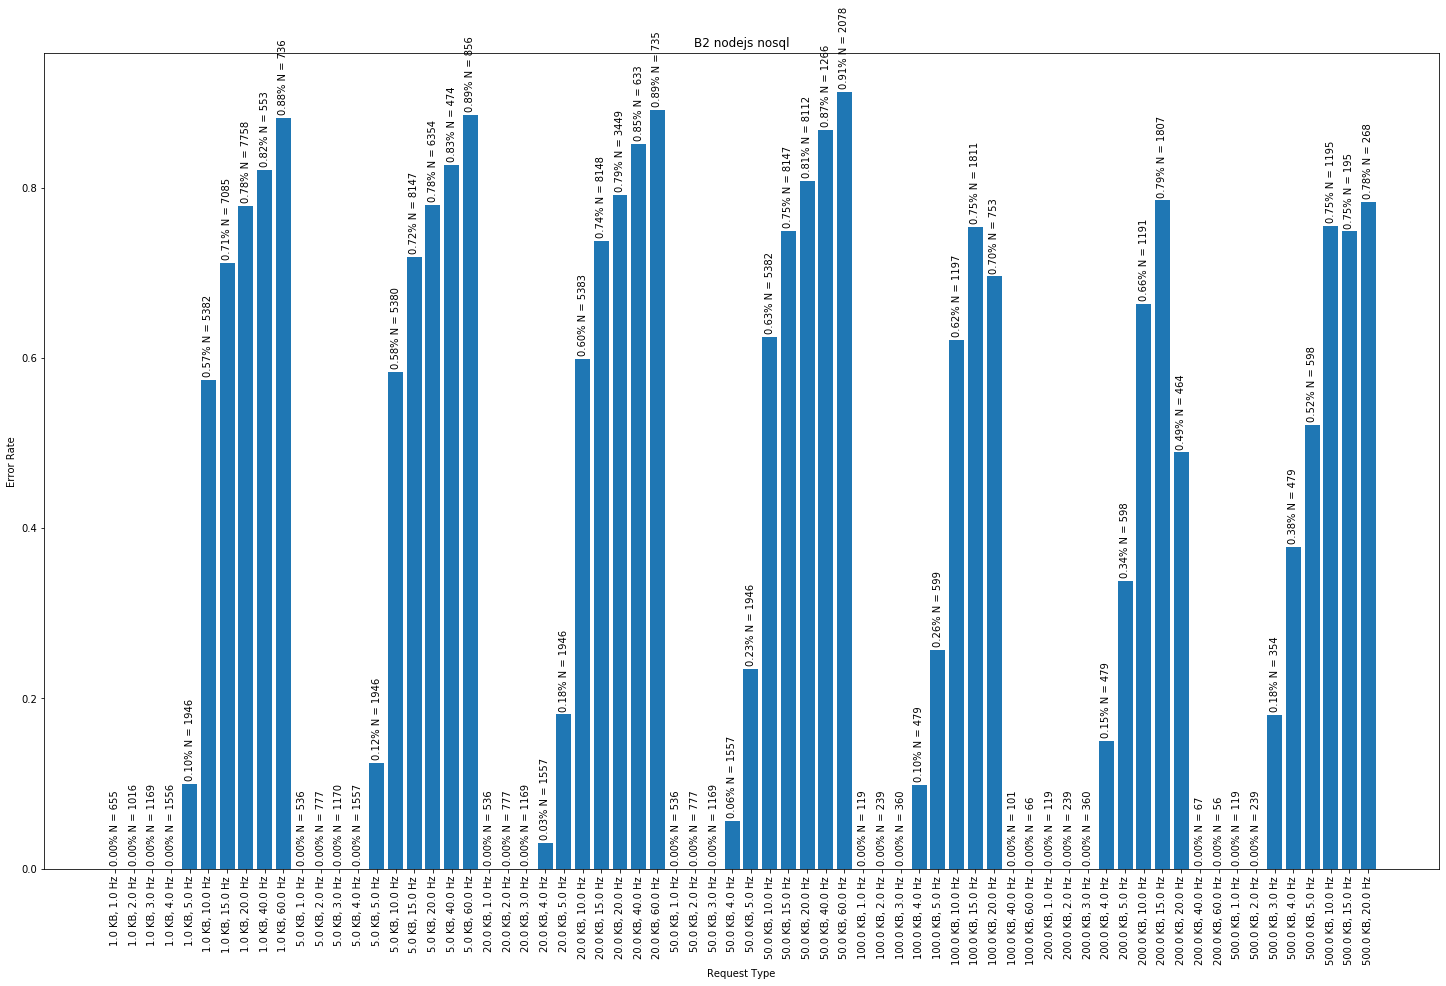 B2 nodejs nosql
Error Rate
0.8
0.6
0.4
0.2
0.0
0.00% N = 655
0.00% N = 1016
0.00% N = 1169
0.00% N = 1556
0.10% N = 1946
0.57% N = 5382
0.71% N = 7085
0.78% N = 7758
0.82% N = 553
0.88% N = 736
0.00% N = 536
0.00% N = 777
0.00% N = 1170
0.00% N = 1557
0.12% N = 1946
0.58% N = 5380
0.72% N = 8147
0.78% N = 6354
0.83% N = 474
0.89% N = 856
0.00% N = 536
0.00% N = 777
0.00% N = 1169
0.03% N = 1557
0.18% N = 1946
0.60% N = 5383
0.74% N = 8148
0.79% N = 3449
0.85% N = 633
0.89% N = 735
0.00% N = 536
0.00% N = 777
0.00% N = 1169
0.06% N = 1557
0.23% N = 1946
0.63% N = 5382
0.75% N = 8147
0.81% N = 8112
0.87% N = 1266
0.91% N = 2078
0.00% N = 119
0.00% N = 239
0.00% N = 360
0.10% N = 479
0.26% N = 599
0.62% N = 1197
0.75% N = 1811
0.70% N = 753
0.00% N = 101
0.00% N = 66
0.00% N = 119
0.00% N = 239
0.00% N = 360
0.15% N = 479
0.34% N = 598
0.66% N = 1191
0.79% N = 1807
0.49% N = 464
0.00% N = 67
0.00% N = 56
0.00% N = 119
0.00% N = 239
0.18% N = 354
0.38% N = 479
0.52% N = 598
0.75% N = 1195
0.75% N = 195
0.78% N = 268
1.0 KB, 1.0 Hz
1.0 KB, 2.0 Hz
1.0 KB, 3.0 Hz
1.0 KB, 4.0 Hz
1.0 KB, 5.0 Hz
1.0 KB, 10.0 Hz
1.0 KB, 15.0 Hz
1.0 KB, 20.0 Hz
1.0 KB, 40.0 Hz
1.0 KB, 60.0 Hz
5.0 KB, 1.0 Hz
5.0 KB, 2.0 Hz
5.0 KB, 3.0 Hz
5.0 KB, 4.0 Hz
5.0 KB, 5.0 Hz
5.0 KB, 10.0 Hz
5.0 KB, 15.0 Hz
5.0 KB, 20.0 Hz
5.0 KB, 40.0 Hz
5.0 KB, 60.0 Hz
20.0 KB, 1.0 Hz
20.0 KB, 2.0 Hz
20.0 KB, 3.0 Hz
20.0 KB, 4.0 Hz
20.0 KB, 5.0 Hz
20.0 KB, 10.0 Hz
20.0 KB, 15.0 Hz
20.0 KB, 20.0 Hz
20.0 KB, 40.0 Hz
20.0 KB, 60.0 Hz
50.0 KB, 1.0 Hz
50.0 KB, 2.0 Hz
50.0 KB, 3.0 Hz
50.0 KB, 4.0 Hz
50.0 KB, 5.0 Hz
50.0 KB, 10.0 Hz
50.0 KB, 15.0 Hz
50.0 KB, 20.0 Hz
50.0 KB, 40.0 Hz
50.0 KB, 60.0 Hz
100.0 KB, 1.0 Hz
100.0 KB, 2.0 Hz
100.0 KB, 3.0 Hz
100.0 KB, 4.0 Hz
100.0 KB, 5.0 Hz
100.0 KB, 10.0 Hz
100.0 KB, 15.0 Hz
100.0 KB, 20.0 Hz
100.0 KB, 40.0 Hz
100.0 KB, 60.0 Hz
200.0 KB, 1.0 Hz
200.0 KB, 2.0 Hz
200.0 KB, 3.0 Hz
200.0 KB, 4.0 Hz
200.0 KB, 5.0 Hz
200.0 KB, 10.0 Hz
200.0 KB, 15.0 Hz
200.0 KB, 20.0 Hz
200.0 KB, 40.0 Hz
200.0 KB, 60.0 Hz
500.0 KB, 1.0 Hz
500.0 KB, 2.0 Hz
500.0 KB, 3.0 Hz
500.0 KB, 4.0 Hz
500.0 KB, 5.0 Hz
500.0 KB, 10.0 Hz
500.0 KB, 15.0 Hz
500.0 KB, 20.0 Hz
Request Type